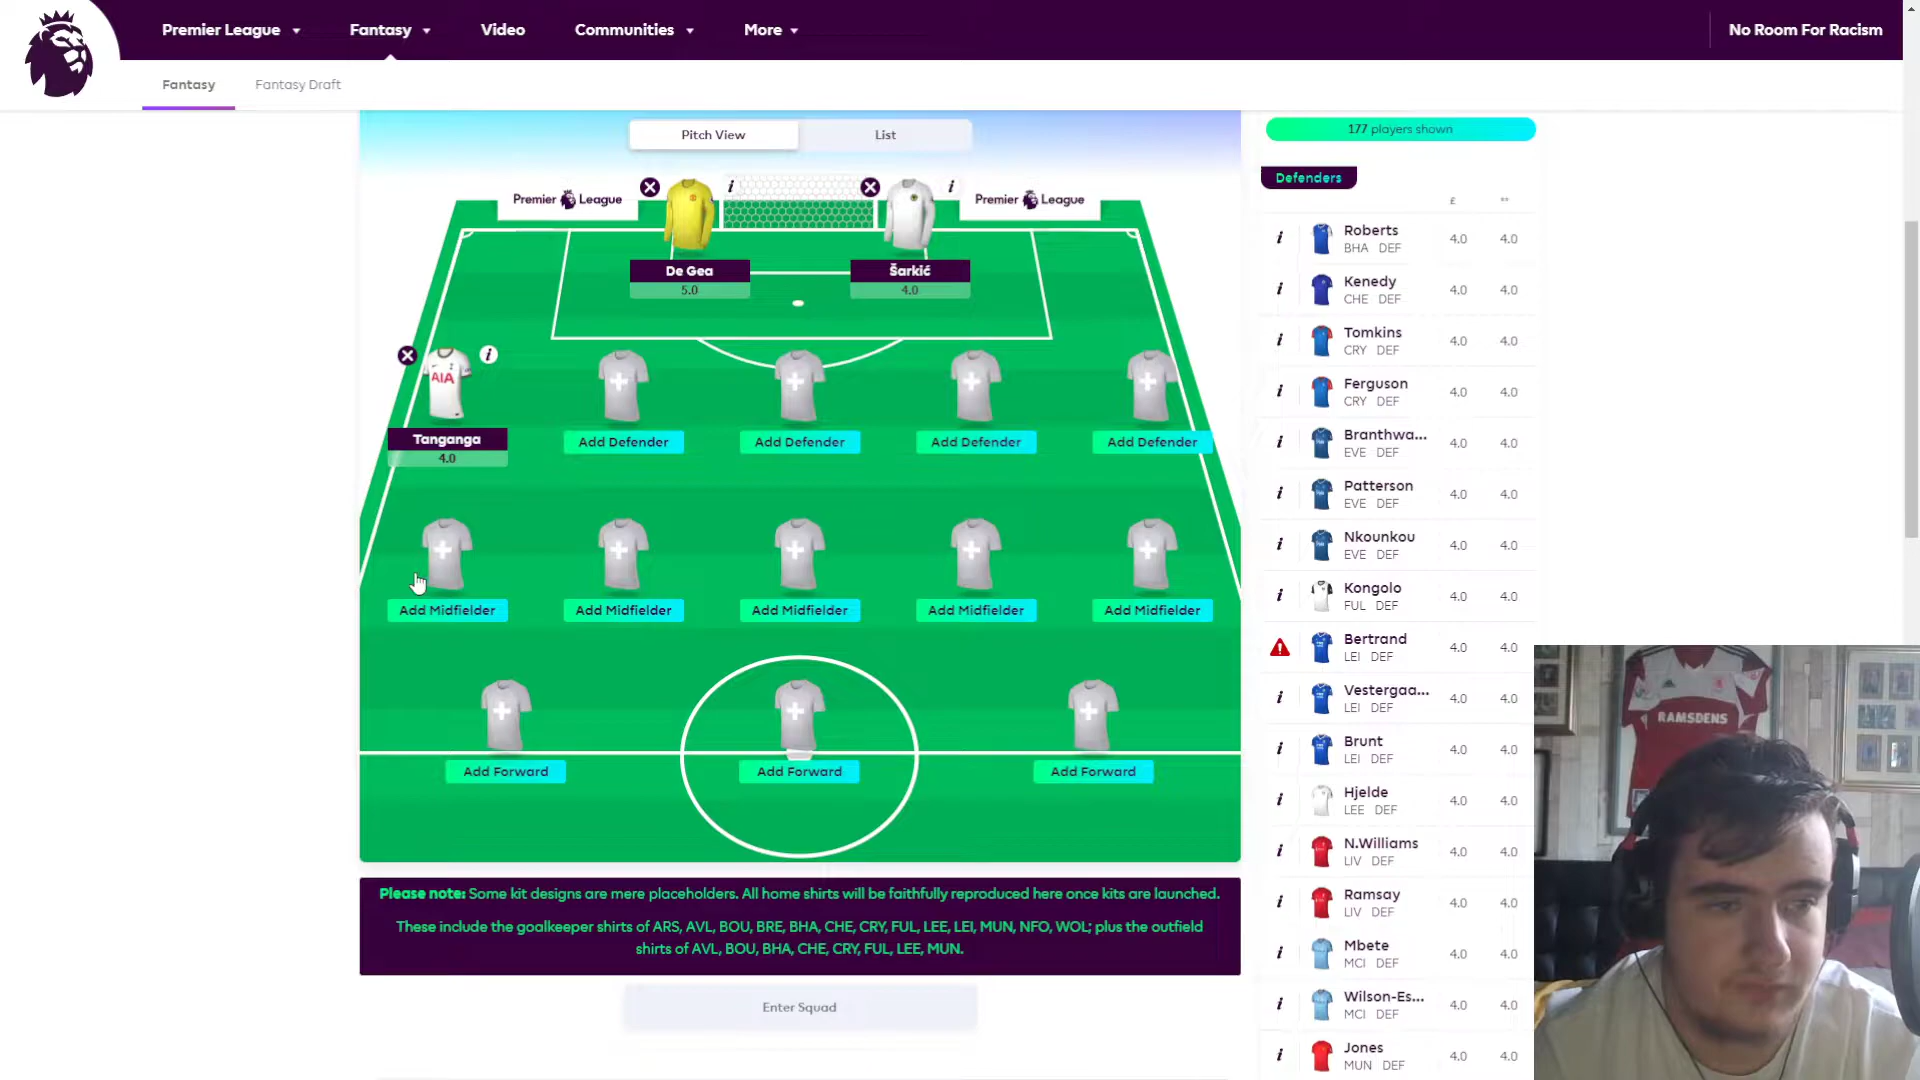 Premier League
Fantasy
Video
Communities
More
No Room For Racism
Fantasy
Fantasy Draft
Pitch View
List
177 players shown
Defenders
£
**
Premier League
Premier League
De Gea
5.0
Šarkić
4.0
AIA
Tanganga
4.0
Add Defender
Add Defender
Add Defender
Add Defender
Add Midfielder
Add Midfielder
Add Midfielder
Add Midfielder
Add Midfielder
Add Forward
Add Forward
Add Forward
Please note: Some kit designs are mere placeholders. All home shirts will be faithfully reproduced here once kits are launched.
These include the goalkeeper shirts of ARS, AVL, BOU, BRE, BHA, CHE, CRY, FUL, LEE, LEI, MUN, NFO, WOL; plus the outfield
shirts of AVL, BOU, BHA, CHE, CRY, FUL, LEE, MUN.
Enter Squad
Roberts
BHA DEF
4.0 4.0
Kenedy
CHE DEF
4.0 4.0
Tomkins
CRY DEF
4.0 4.0
Ferguson
CRY DEF
4.0 4.0
Branthwa...
EVE DEF
4.0 4.0
Patterson
EVE DEF
4.0 4.0
Nkounkou
EVE DEF
4.0 4.0
Kongolo
FUL DEF
4.0 4.0
Bertrand
LEI DEF
4.0 4.0
Vestergaa...
LEI DEF
4.0 4.0
Brunt
LEI DEF
4.0 4.0
Hjelde
LEE DEF
4.0 4.0
N.Williams
LIV DEF
4.0 4.0
Ramsay
LIV DEF
4.0 4.0
Mbete
MCI DEF
4.0 4.0
Wilson-Es...
MCI DEF
4.0 4.0
Jones
MUN DEF
4.0 4.0
RAMSDENS